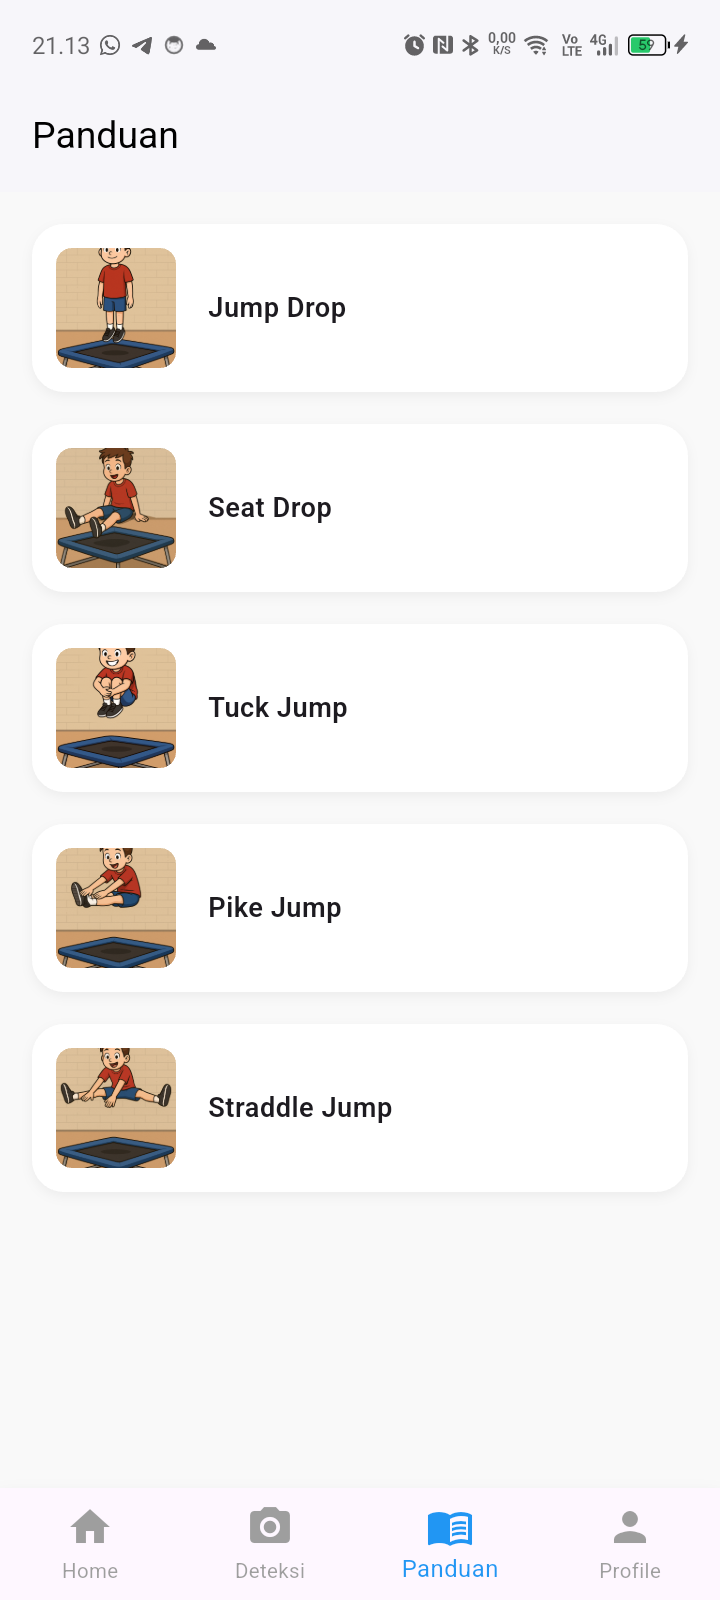 21.13 0,00 K/S Vo LTE 4G 59
Panduan
Jump Drop
Seat Drop
Tuck Jump
Pike Jump
Straddle Jump
Home Deteksi Panduan Profile